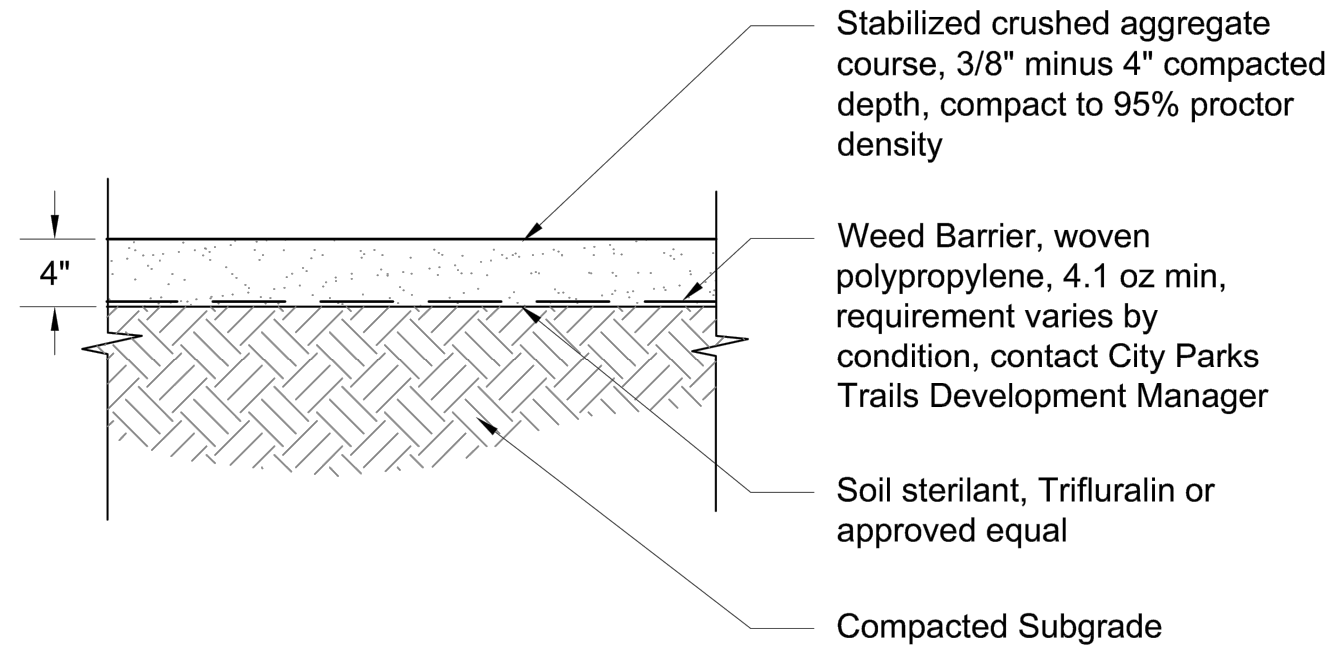 Stabilized crushed aggregate
course, 3/8" minus 4" compacted
depth, compact to 95% proctor
density
4"
Weed Barrier, woven
polypropylene, 4.1 oz min,
requirement varies by
condition, contact City Parks
Trails Development Manager
Soil sterilant, Trifluralin or
approved equal
Compacted Subgrade